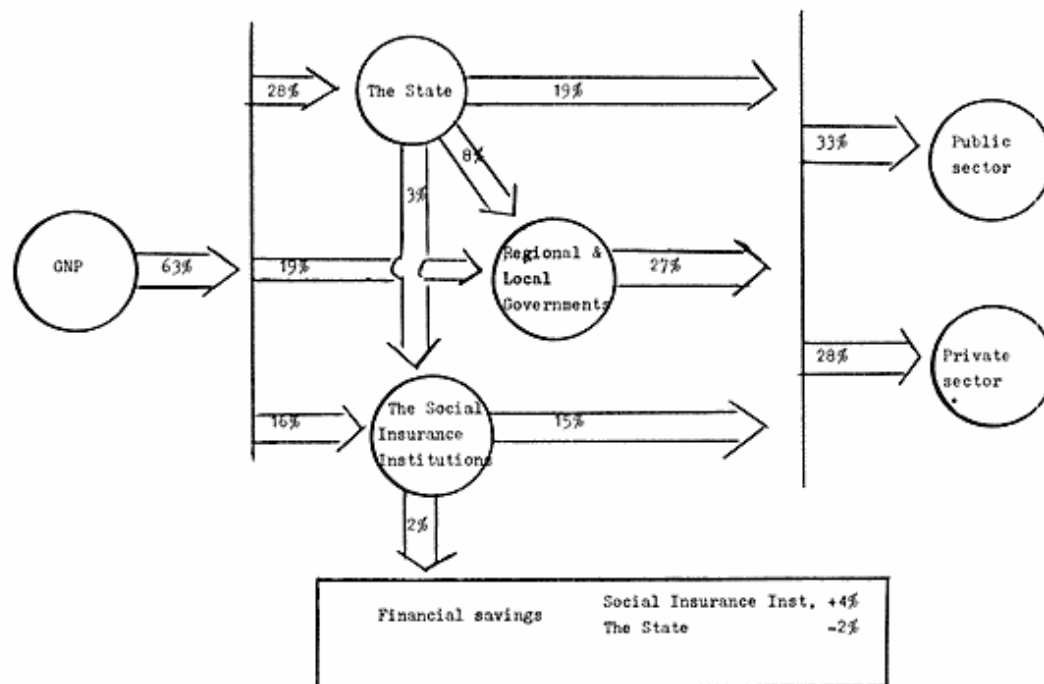 28%
The State
19%
8%
3%
33%
Public
sector
GNP
63%
19%
Regional &
Local
Governments
27%
28%
Private
sector
16%
The Social
Insurance
Institutions
15%
2%
Financial savings
Social Insurance Inst, +4%
The State -2%